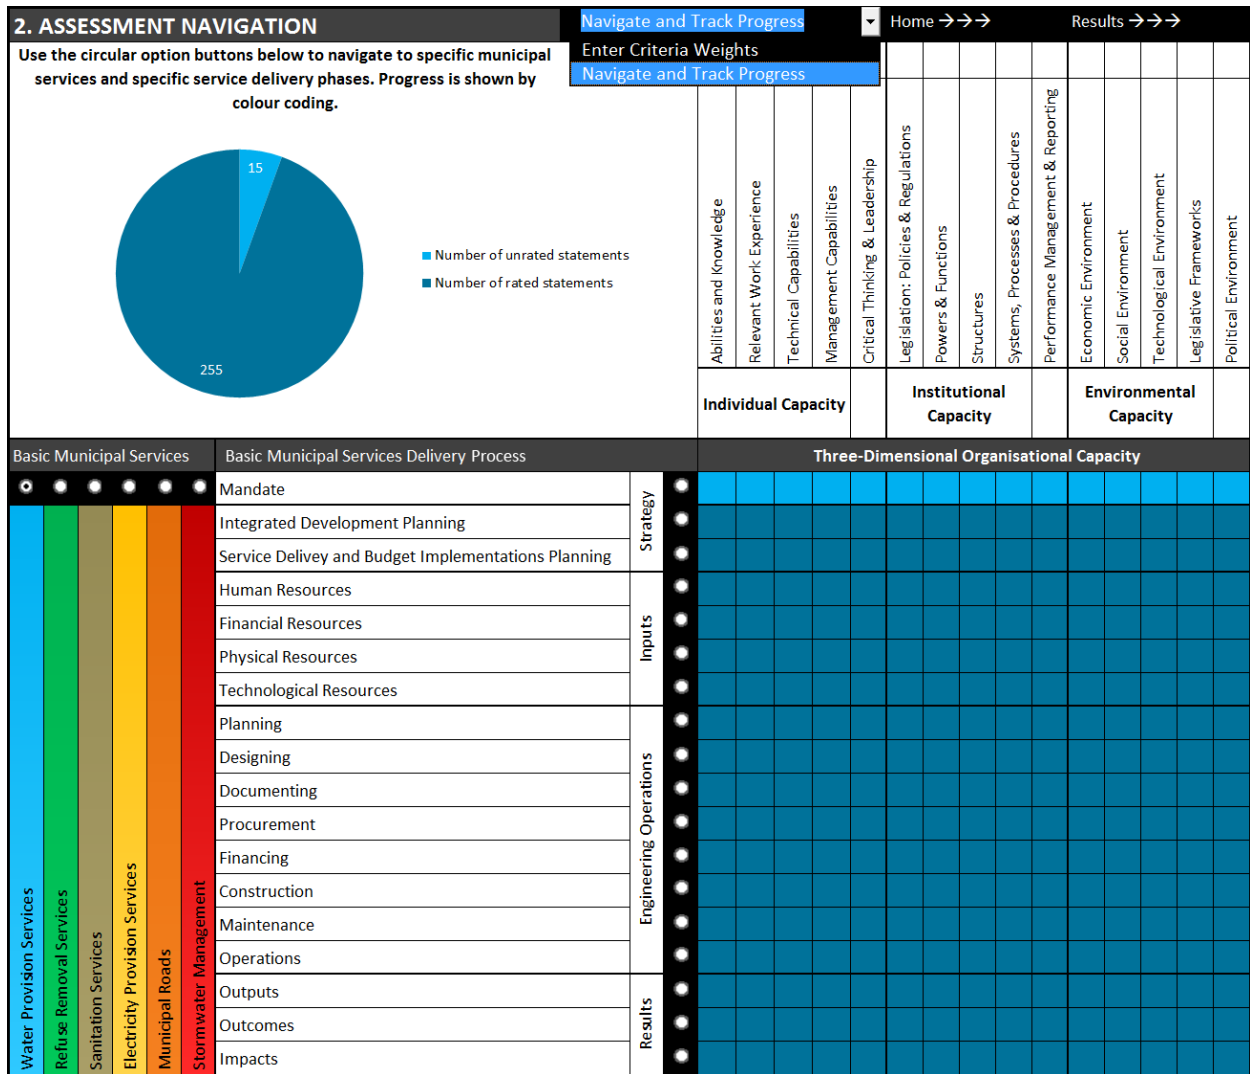 2. ASSESSMENT NAVIGATION
Navigate and Track Progress
Home →→→
Results →→→
Enter Criteria Weights
Navigate and Track Progress
Use the circular option buttons below to navigate to specific municipal
services and specific service delivery phases. Progress is shown by
colour coding.
15
255
Number of unrated statements
Number of rated statements
Abilities and Knowledge
Relevant Work Experience
Technical Capabilities
Management Capabilities
Critical Thinking & Leadership
Legislation: Policies & Regulations
Powers & Functions
Structures
Systems, Processes & Procedures
Performance Management & Reporting
Economic Environment
Social Environment
Technological Environment
Legislative Frameworks
Political Environment
Individual Capacity
Institutional
Capacity
Environmental
Capacity
Basic Municipal Services
Basic Municipal Services Delivery Process
Three-Dimensional Organisational Capacity
Water Provision Services
Refuse Removal Services
Sanitation Services
Electricity Provision Services
Municipal Roads
Stormwater Management
Mandate
Integrated Development Planning
Service Delivey and Budget Implementations Planning
Strategy
Human Resources
Financial Resources
Physical Resources
Technological Resources
Inputs
Planning
Designing
Documenting
Procurement
Financing
Construction
Maintenance
Operations
Engineering Operations
Outputs
Outcomes
Impacts
Results